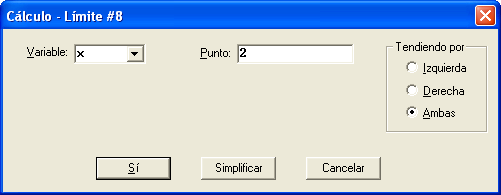 Cálculo - Límite #8
Variable: x Punto: 2 Tendiendo por
Izquierda
Derecha
Ambas
Sí Simplificar Cancelar